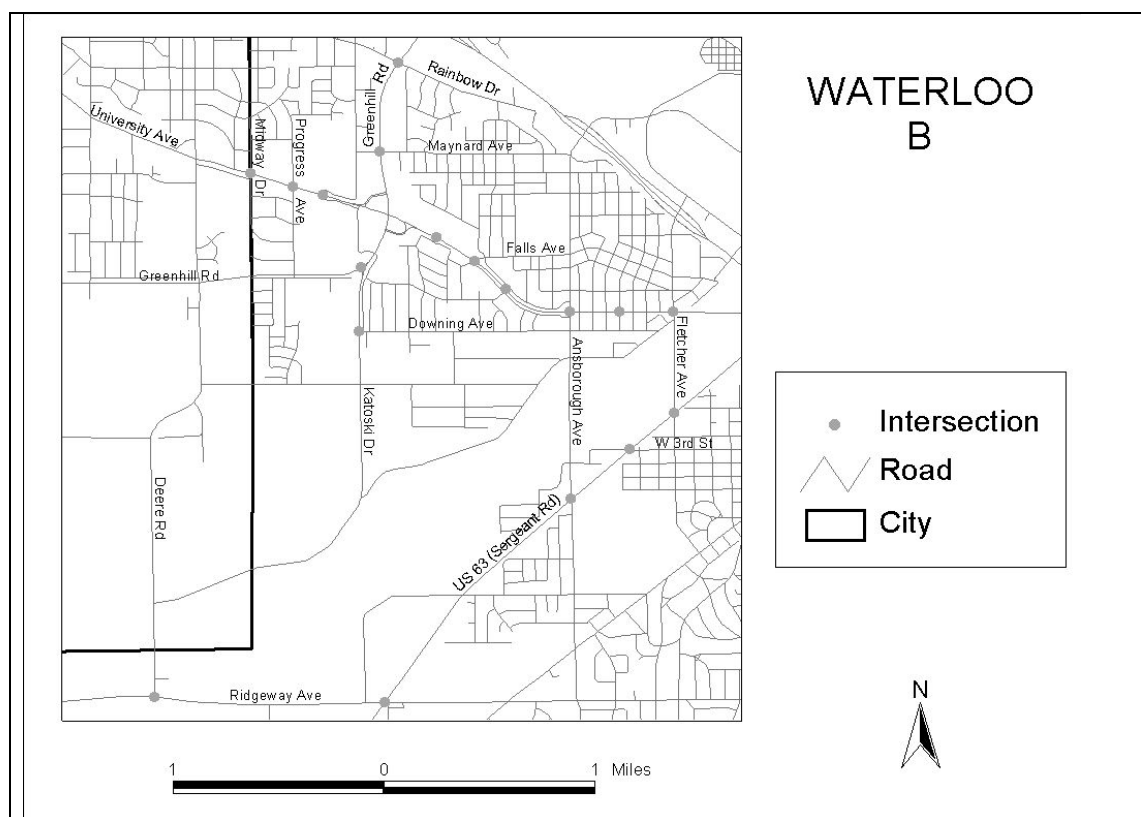 WATERLOO
B
Rainbow Dr
Greenhill Rd
University Ave
Midway Dr
Progress Ave
Maynard Ave
Falls Ave
Greenhill Rd
Downing Ave
Fletcher Ave
Ansborough Ave
Katoski Dr
W 3rd St
Deere Rd
US 63 (Sergeant Rd)
Ridgeway Ave
Intersection
Road
City
N
1 0 1 Miles